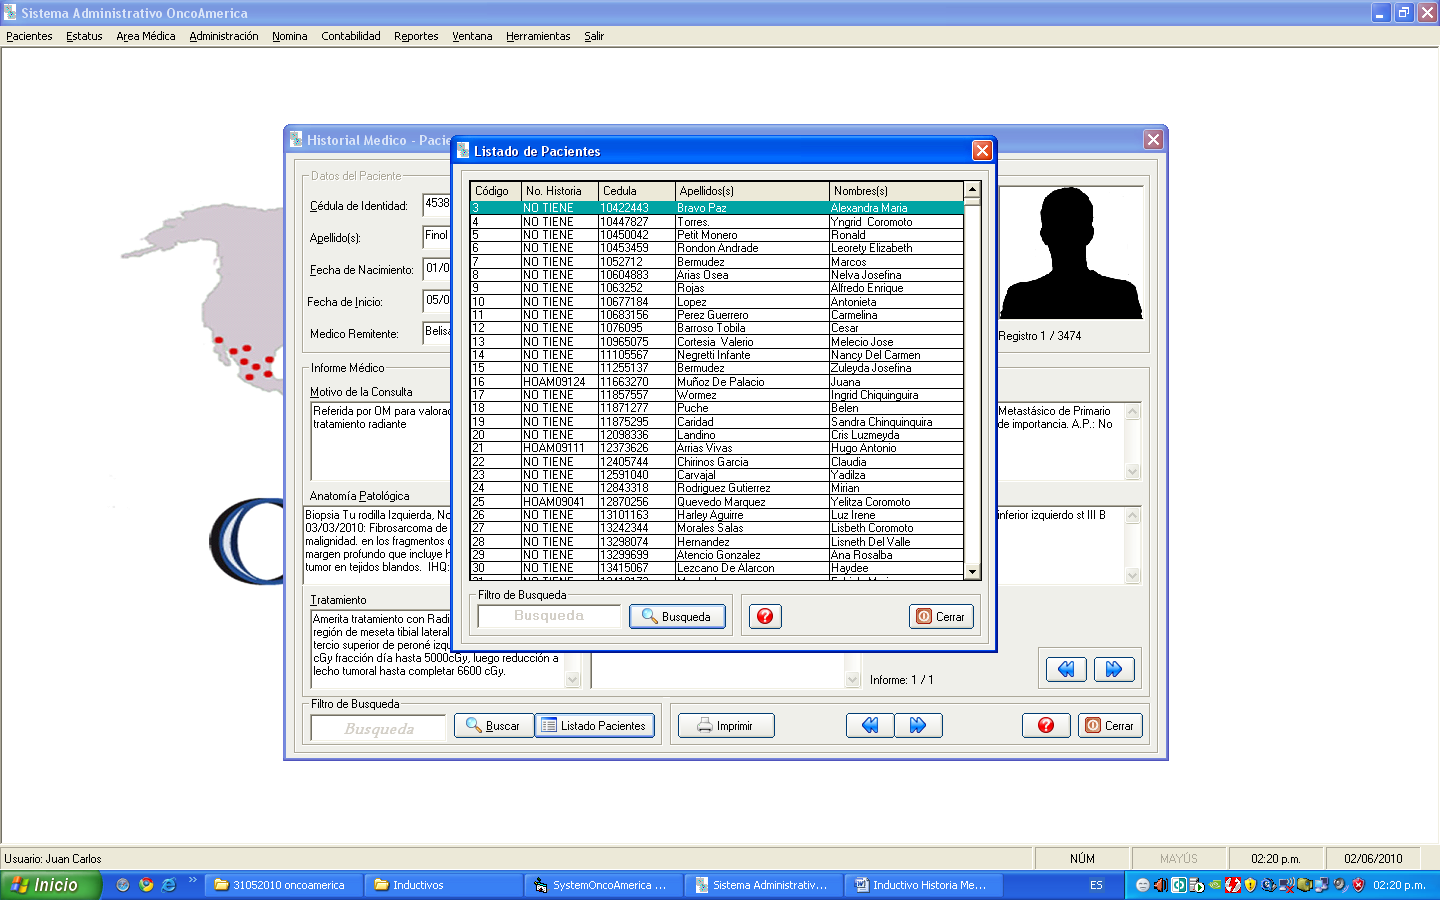 Sistema Administrativo OncoAmerica
Pacientes Estatus Area Médica Administración Nomina Contabilidad Reportes Ventana Herramientas Salir
Historial Medico - Pacie
Listado de Pacientes
Datos del Paciente
Cédula de Identidad: 4538
Apellido(s): Finol
Fecha de Nacimiento: 01/0
Fecha de Inicio: 05/0
Medico Remitente: Belisa
Registro 1 / 3474
Informe Médico
Motivo de la Consulta
Referida por OM para valorac
tratamiento radiante
Metastásico de Primario
de importancia. A.P.: No
Anatomía Patológica
Biopsia Tu rodilla Izquierda, No
03/03/2010: Fibrosarcoma de
malignidad. en los fragmentos
margen profundo que incluye h
tumor en tejidos blandos. IHQ:
inferior izquierdo st III B
Tratamiento
Amerita tratamiento con Radi
región de meseta tibial lateral
tercio superior de peroné izqu
cGy fracción día hasta 5000cGy, luego reducción a
lecho tumoral hasta completar 6600 cGy.
Informe: 1 / 1
Código No. Historia Cedula Apellidos(s) Nombres(s)
3 NO TIENE 10422443 Bravo Paz Alexandra Maria
4 NO TIENE 10447827 Torres. Yngrid Coromoto
5 NO TIENE 10450042 Petit Monero Ronald
6 NO TIENE 10453459 Rondon Andrade Leorety Elizabeth
7 NO TIENE 1052712 Bermudez Marcos
8 NO TIENE 10604883 Arias Osea Nelva Josefina
9 NO TIENE 1063252 Rojas Alfredo Enrique
10 NO TIENE 10677184 Lopez Antonieta
11 NO TIENE 10683156 Perez Guerrero Carmelina
12 NO TIENE 1076095 Barroso Tobila Cesar
13 NO TIENE 10965075 Cortesia Valerio Melecio Jose
14 NO TIENE 11105567 Negretti Infante Nancy Del Carmen
15 NO TIENE 11255137 Bermudez Zuleyda Josefina
16 HOAM09124 11663270 Muñoz De Palacio Juana
17 NO TIENE 11857557 Wormez Ingrid Chiquinguira
18 NO TIENE 11871277 Puche Belen
19 NO TIENE 11875295 Caridad Sandra Chinquinquira
20 NO TIENE 12098336 Landino Cris Luzmeyda
21 HOAM09111 12373626 Arrias Vivas Hugo Antonio
22 NO TIENE 12405744 Chirinos Garcia Claudia
23 NO TIENE 12591040 Carvajal Yadilza
24 NO TIENE 12843318 Rodriguez Gutierrez Mirian
25 HOAM09041 12870256 Quevedo Marquez Yelitza Coromoto
26 NO TIENE 13101163 Harley Aguirre Luz Irene
27 NO TIENE 13242344 Morales Salas Lisbeth Coromoto
28 NO TIENE 13298074 Hernandez Lisneth Del Valle
29 NO TIENE 13299699 Atencio Gonzalez Ana Rosalba
30 NO TIENE 13415067 Lezcano De Alarcon Haydee
Filtro de Busqueda
Busqueda Busqueda Cerrar
Filtro de Busqueda
Busqueda Buscar Listado Pacientes Imprimir Cerrar
Usuario: Juan Carlos NÚM MAYÚS 02:20 p.m. 02/06/2010
Inicio 31052010 oncoamerica Inductivos SystemOncoAmerica ... Sistema Administrativ... Inductivo Historia Me... ES 02:20 p.m.